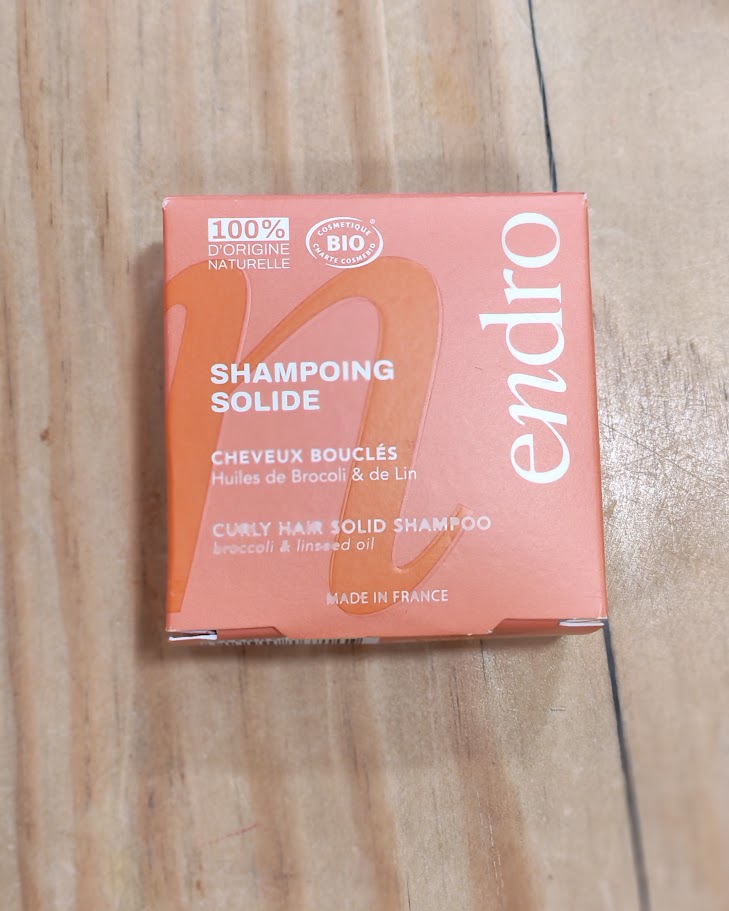 100%
D'ORIGINE
NATURELLE
COSMETIQUE
BIO
CHARTE COSMEBIO
®
endro
SHAMPOING
SOLIDE
CHEVEUX BOUCLÉS
Huiles de Brocoli & de Lin
CURLY HAIR SOLID SHAMPOO
broccoli & linseed oil
MADE IN FRANCE